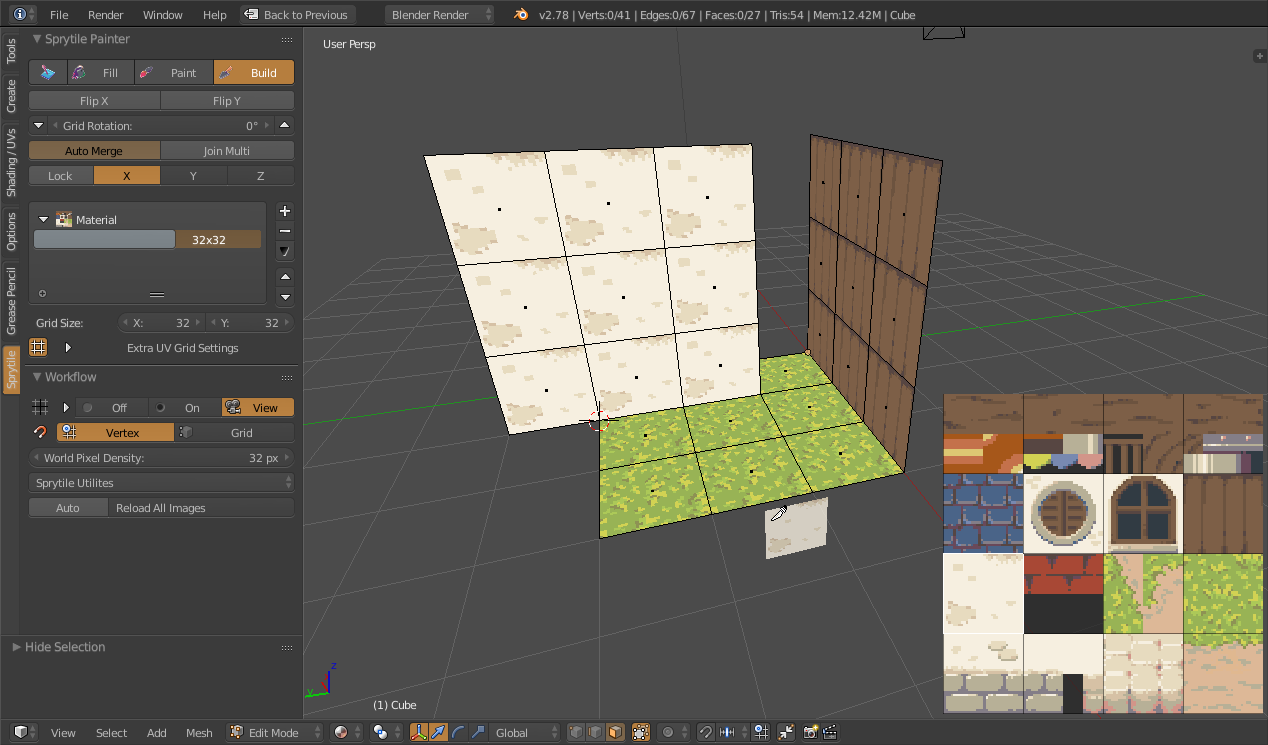 File Render Window Help Back to Previous Blender Render v2.78 | Verts:0/41 | Edges:0/67 | Faces:0/27 | Tris:54 | Mem:12.42M | Cube
Tools
Create
Shading / UVs
Options
Grease Pencil
Sprytile
Sprytile Painter
Fill Paint Build
Flip X Flip Y
Grid Rotation: 0°
Auto Merge Join Multi
Lock X Y Z
Material
32x32
Grid Size: X: 32 Y: 32
Extra UV Grid Settings
Workflow
Off On View
Vertex Grid
World Pixel Density: 32 px
Sprytile Utilites
Auto Reload All Images
Hide Selection
User Persp
z
y
(1) Cube
View Select Add Mesh Edit Mode Global